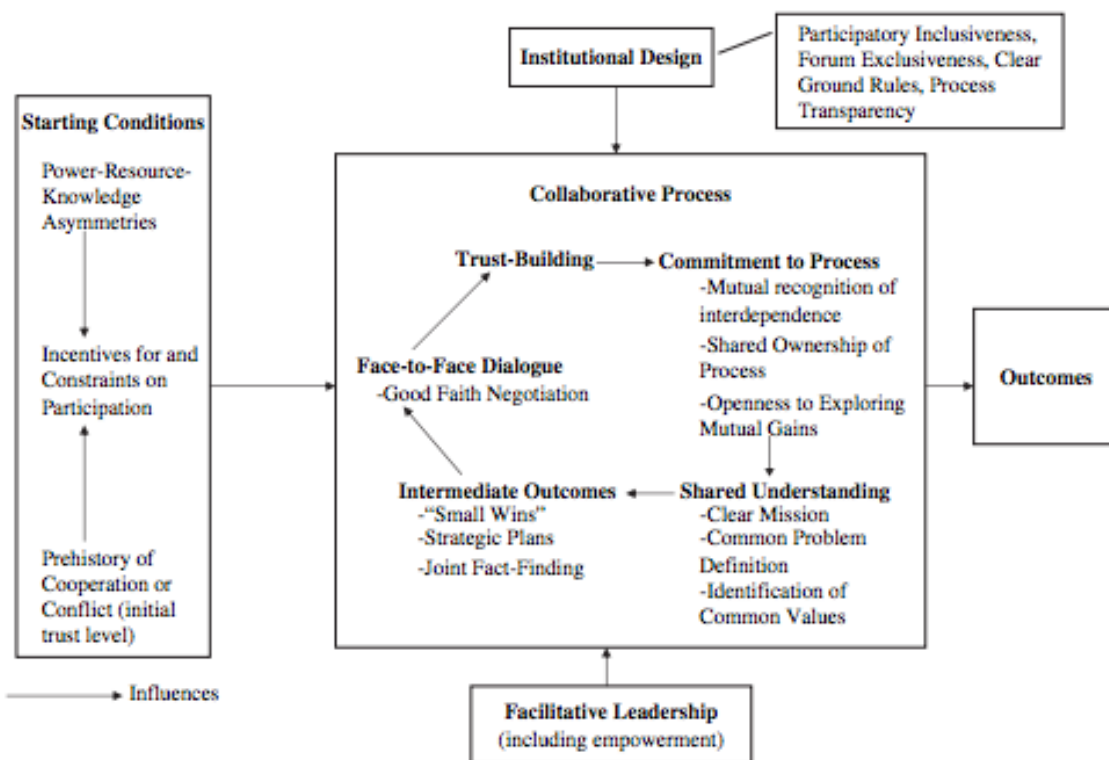 Institutional Design
Participatory Inclusiveness,
Forum Exclusiveness, Clear
Ground Rules, Process
Transparency
Starting Conditions
Power-Resource-
Knowledge
Asymmetries
Incentives for and
Constraints on
Participation
Prehistory of
Cooperation or
Conflict (initial
trust level)
Influences
Collaborative Process
Trust-Building
Commitment to Process
-Mutual recognition of
interdependence
-Shared Ownership of
Process
-Openness to Exploring
Mutual Gains
Face-to-Face Dialogue
-Good Faith Negotiation
Intermediate Outcomes
-“Small Wins”
-Strategic Plans
-Joint Fact-Finding
Shared Understanding
-Clear Mission
-Common Problem
Definition
-Identification of
Common Values
Outcomes
Facilitative Leadership
(including empowerment)